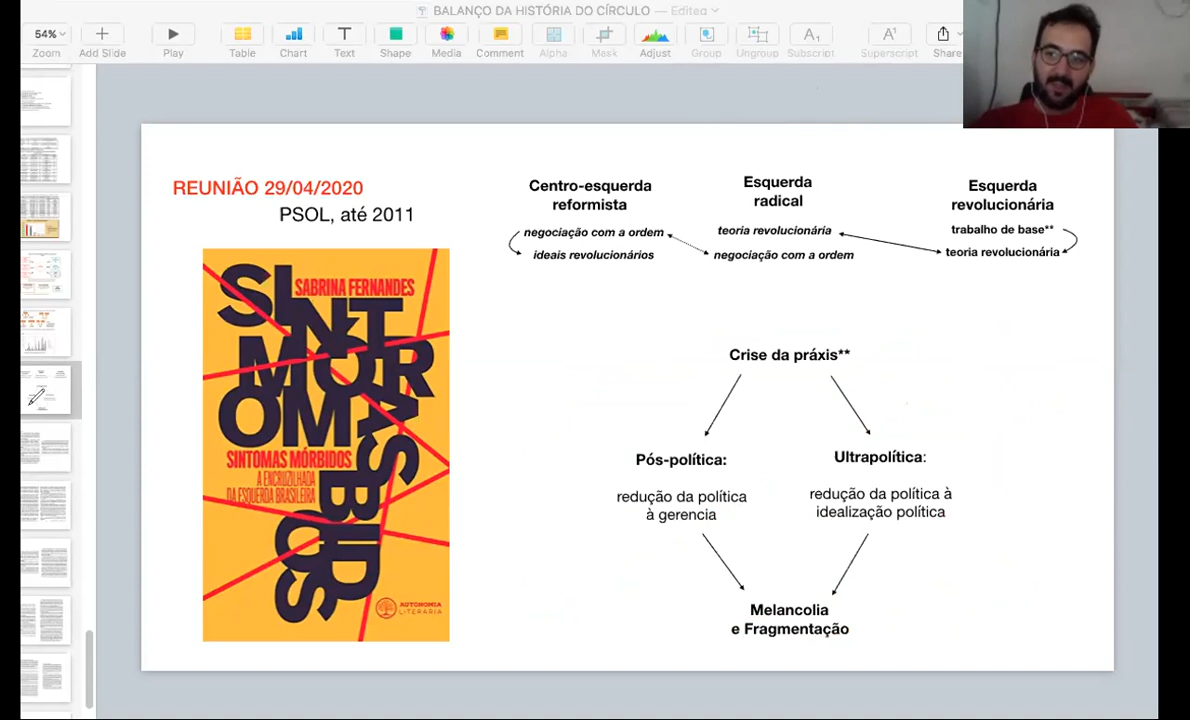 BALANÇO DA HISTÓRIA DO CÍRCULO — Edited
54%
Zoom
Add Slide
Play
Table
Chart
Text
Shape
Media
Comment
Alpha
Mask
Adjust
Group
Ungroup
Subscript
Superscript
Share
REUNIÃO 29/04/2020
PSOL, até 2011
SABRINA FERNANDES
SINTOMAS MÓRBIDOS
SINTOMAS MÓRBIDOS
A ENCRUZILHADA
DA ESQUERDA BRASILEIRA
AUTONOMIA
LITERÁRIA
Centro-esquerda
reformista
negociação com a ordem
ideais revolucionários
Esquerda
radical
teoria revolucionária
negociação com a ordem
Esquerda
revolucionária
trabalho de base**
teoria revolucionária
Crise da práxis**
Pós-política:
redução da política
à gerencia
Ultrapolítica:
redução da política à
idealização política
Melancolia
e Fragmentação